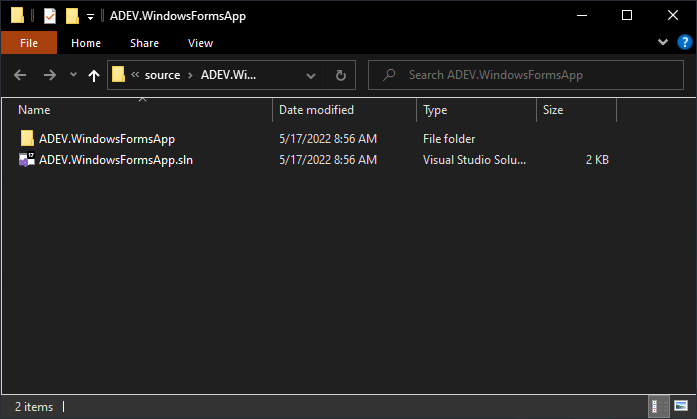 ADEV.WindowsFormsApp
File Home Share View ?
source ADEV.Wi... Search ADEV.WindowsFormsApp
Name Date modified Type Size
ADEV.WindowsFormsApp 5/17/2022 8:56 AM File folder
17 ADEV.WindowsFormsApp.sln 5/17/2022 8:56 AM Visual Studio Solu... 2 KB
2 items